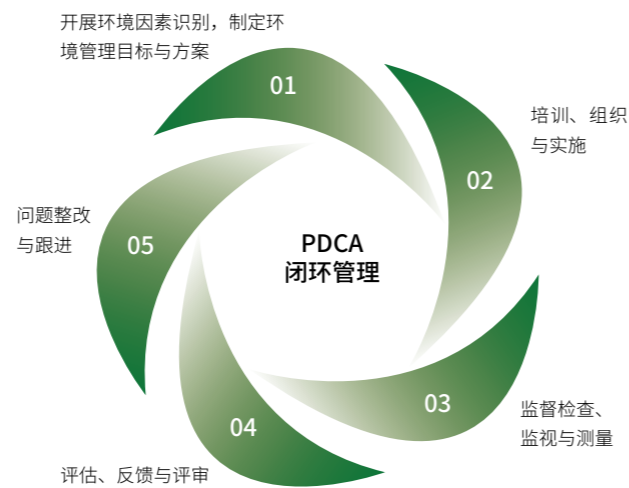 开展环境因素识别，制定环
境管理目标与方案
01
培训、组织
与实施
02
问题整改
与跟进
05
PDCA
闭环管理
03
监督检查、
监视与测量
04
评估、反馈与评审